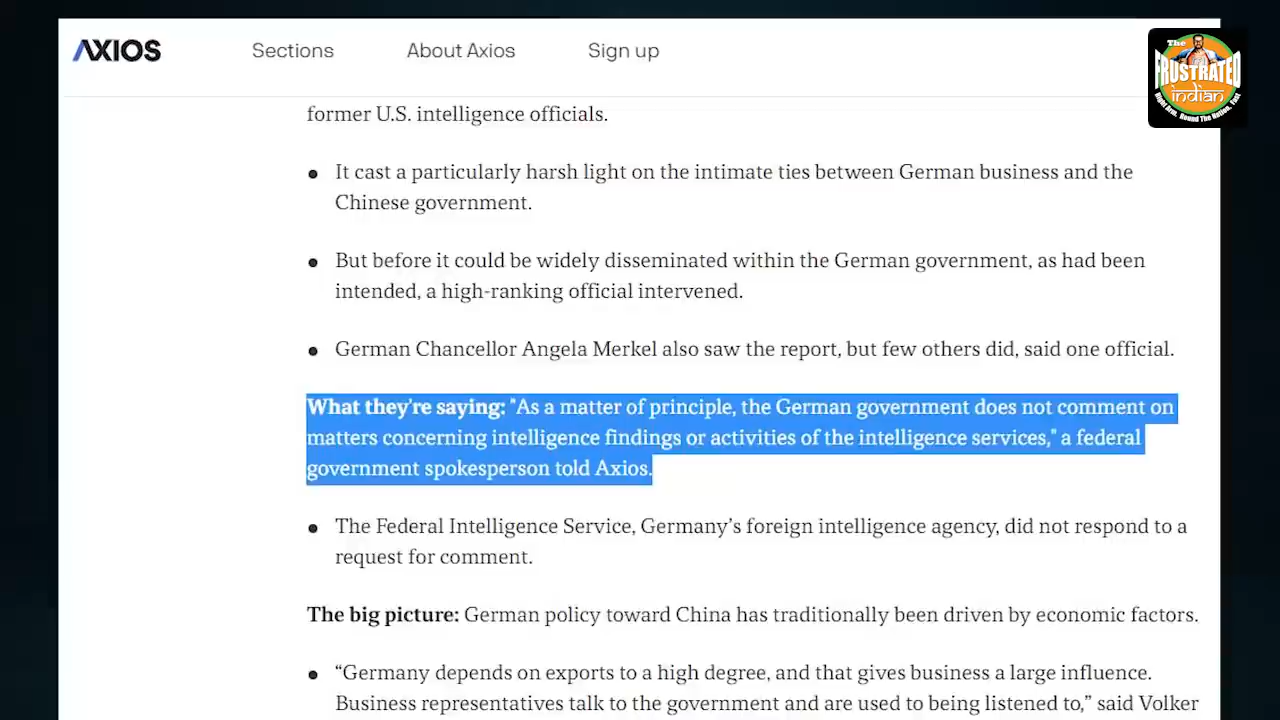 AXIOS
Sections
About Axios
Sign up
The
FRUSTRATED
indian
Right Arm. Round The Nation. Fast
former U.S. intelligence officials.
● It cast a particularly harsh light on the intimate ties between German business and the
Chinese government.
● But before it could be widely disseminated within the German government, as had been
intended, a high-ranking official intervened.
● German Chancellor Angela Merkel also saw the report, but few others did, said one official.
What they're saying: "As a matter of principle, the German government does not comment on
matters concerning intelligence findings or activities of the intelligence services," a federal
government spokesperson told Axios.
● The Federal Intelligence Service, Germany’s foreign intelligence agency, did not respond to a
request for comment.
The big picture: German policy toward China has traditionally been driven by economic factors.
● “Germany depends on exports to a high degree, and that gives business a large influence.
Business representatives talk to the government and are used to being listened to,” said Volker